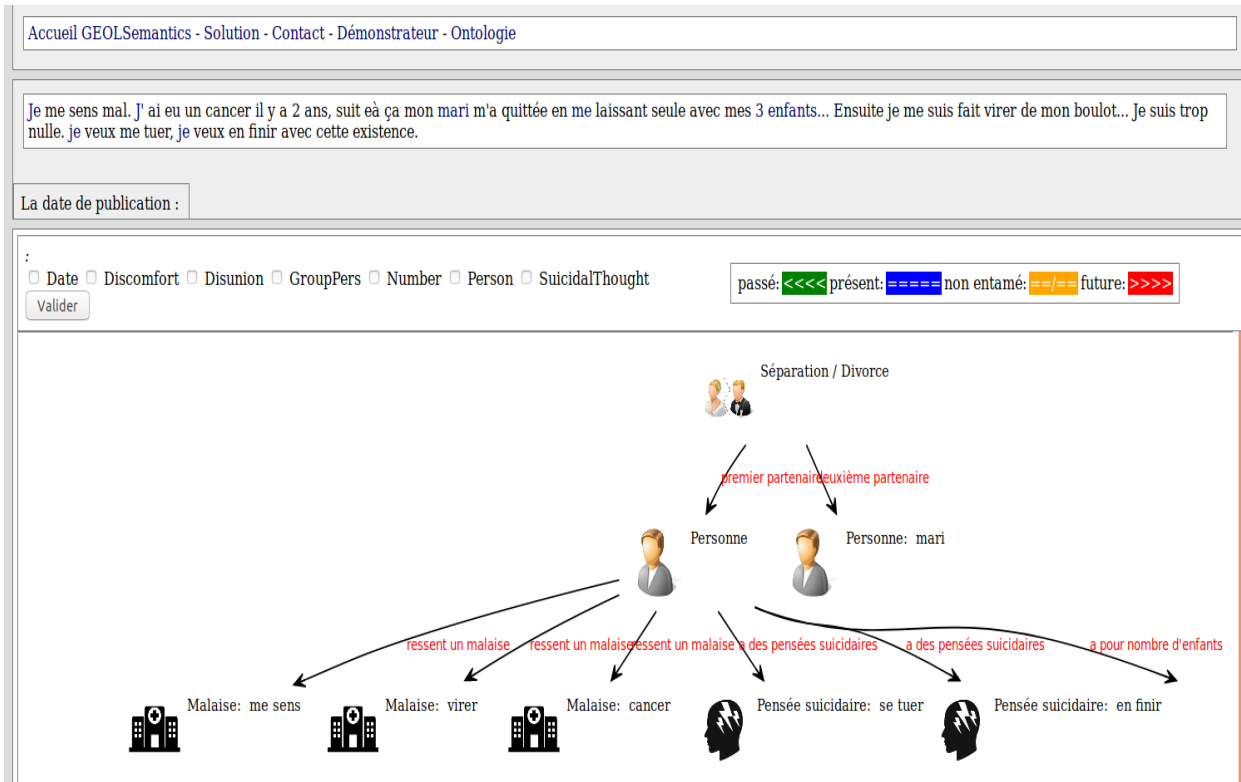 Accueil GEOLSemantics - Solution - Contact - Démonstrateur - Ontologie
Je me sens mal. J' ai eu un cancer il y a 2 ans, suit eà ça mon mari m'a quittée en me laissant seule avec mes 3 enfants... Ensuite je me suis fait virer de mon boulot... Je suis trop
nulle. je veux me tuer, je veux en finir avec cette existence.
La date de publication :
:
Date Discomfort Disunion GroupPers Number Person SuicidalThought
Valider
passé: <<<< présent: ===== non entamé: ==/== future: >>>>
Séparation / Divorce
premier partenaire deuxième partenaire
Personne
Personne: mari
ressent un malaise ressent un malaise ressent un malaise a des pensées suicidaires a des pensées suicidaires a pour nombre d'enfants
Malaise: me sens
Malaise: virer
Malaise: cancer
Pensée suicidaire: se tuer
Pensée suicidaire: en finir